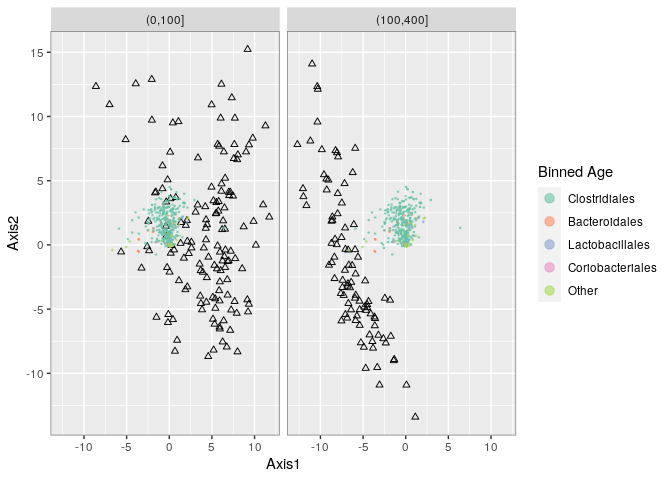 (0,100]
(100,400]
15
10
5
0
-5
-10
Axis2
-10
-5
0
5
10
-10
-5
0
5
10
Axis1
Binned Age
Clostridiales
Bacteroidales
Lactobacillales
Coriobacteriales
Other